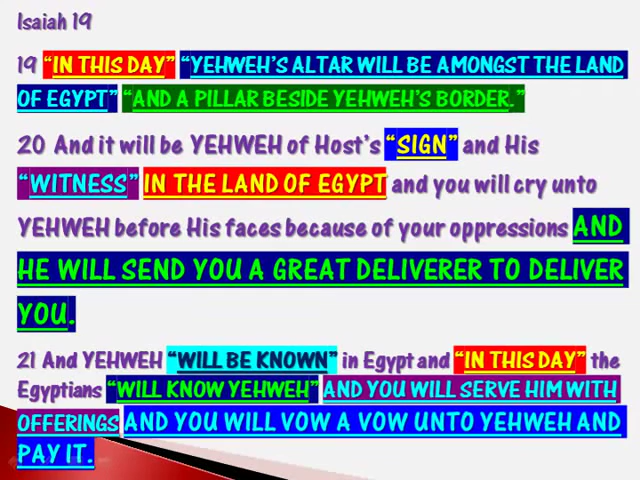 Isaiah 19
19 “IN THIS DAY” “YEHWEH’S ALTAR WILL BE AMONGST THE LAND
OF EGYPT” “AND A PILLAR BESIDE YEHWEH’S BORDER.”
20 And it will be YEHWEH of Host’s “SIGN” and His
“WITNESS” IN THE LAND OF EGYPT and you will cry unto
YEHWEH before His faces because of your oppressions AND
HE WILL SEND YOU A GREAT DELIVERER TO DELIVER
YOU.
21 And YEHWEH “WILL BE KNOWN” in Egypt and “IN THIS DAY” the
Egyptians “WILL KNOW YEHWEH” AND YOU WILL SERVE HIM WITH
OFFERINGS AND YOU WILL VOW A VOW UNTO YEHWEH AND
PAY IT.